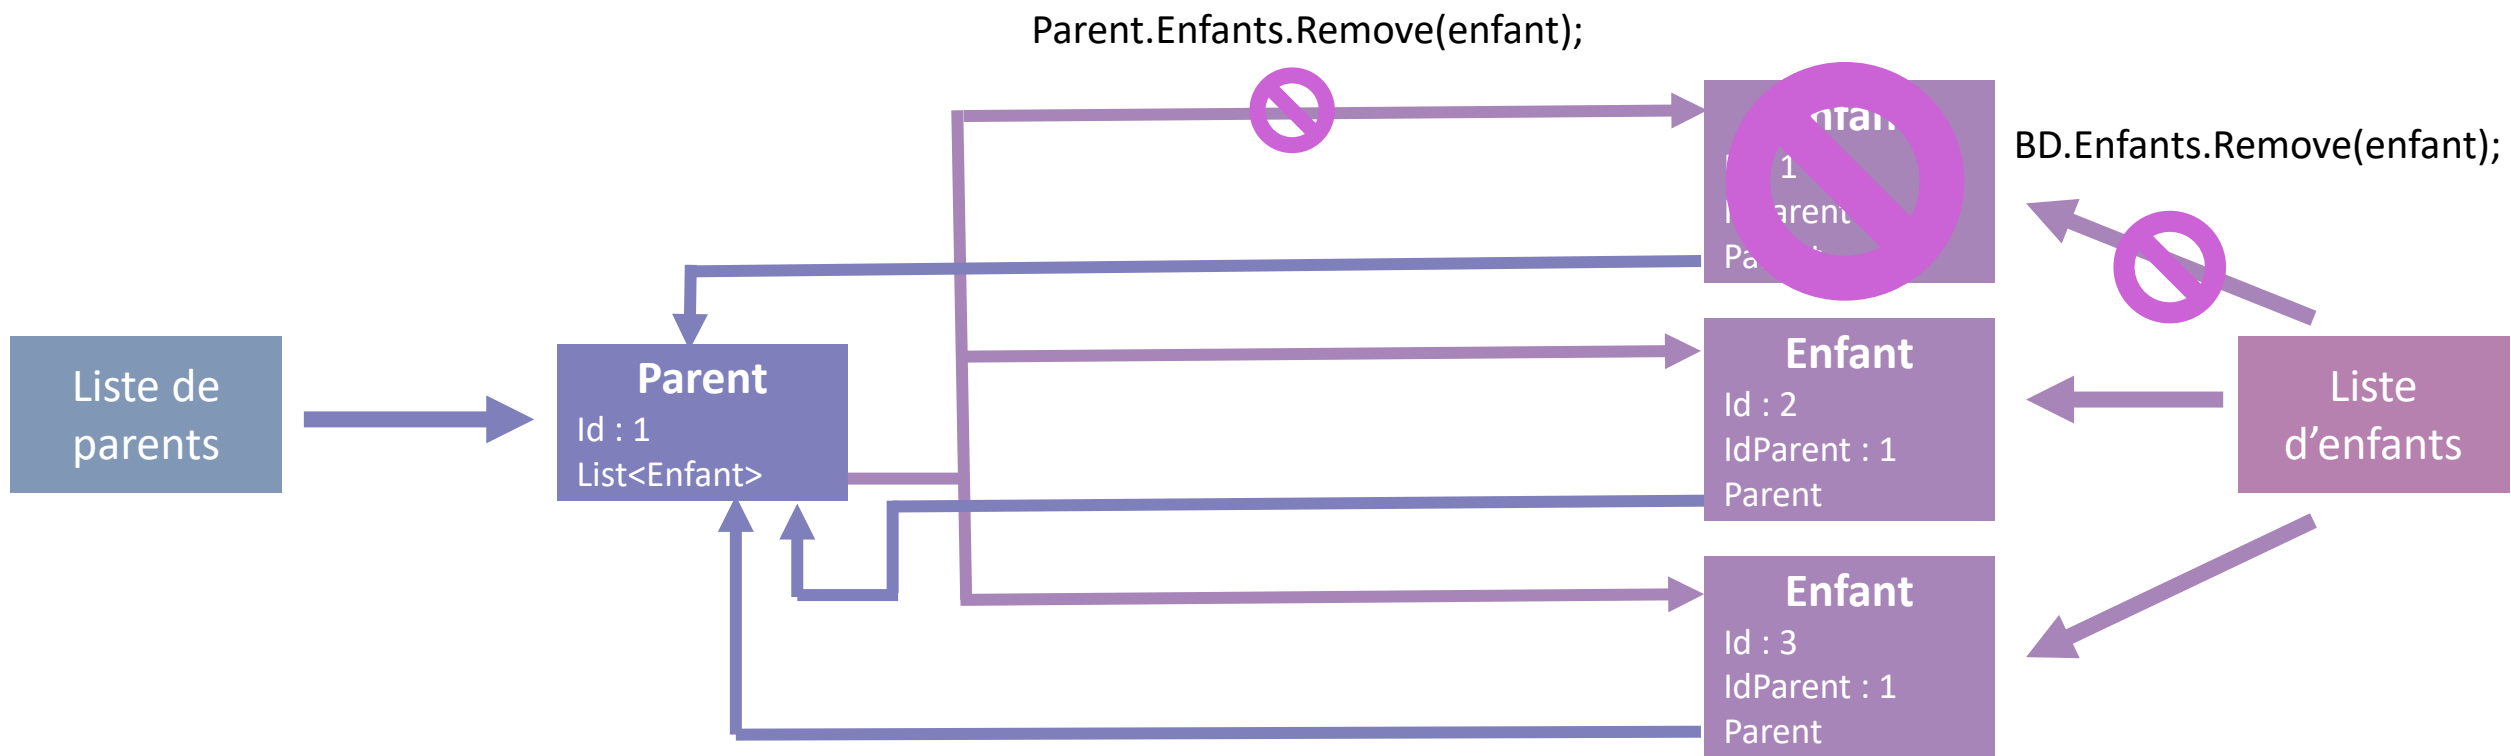 Parent.Enfants.Remove(enfant);
BD.Enfants.Remove(enfant);
1
Liste de
parents
Parent
Id : 1
List<Enfant>
Enfant
Id : 2
IdParent : 1
Parent
Liste
d’enfants
Enfant
Id : 3
IdParent : 1
Parent